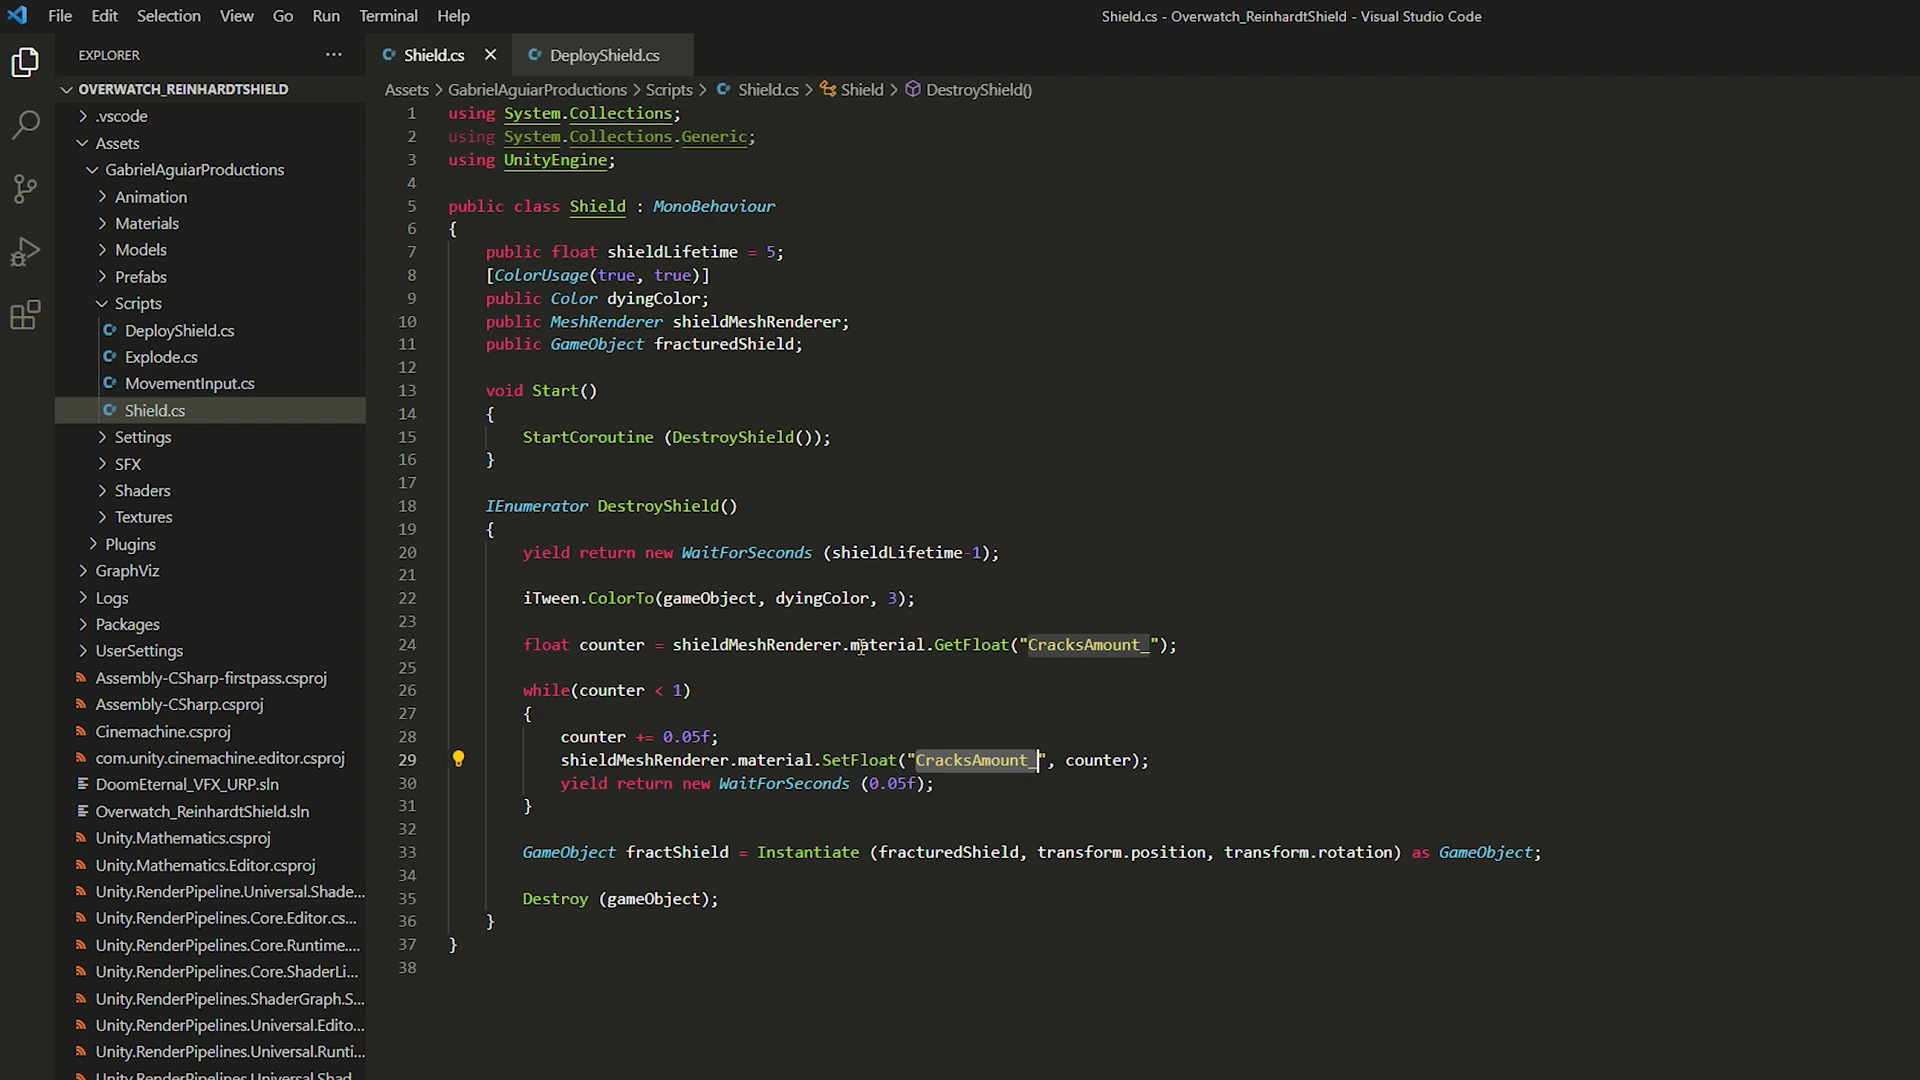 File Edit Selection View Go Run Terminal Help
Shield.cs - Overwatch_ReinhardtShield - Visual Studio Code
EXPLORER ···
Shield.cs
DeployShield.cs
OVERWATCH_REINHARDTSHIELD
.vscode
Assets
GabrielAguiarProductions
Animation
Materials
Models
Prefabs
Scripts
DeployShield.cs
Explode.cs
MovementInput.cs
Shield.cs
Settings
SFX
Shaders
Textures
Plugins
GraphViz
Logs
Packages
UserSettings
Assembly-CSharp-firstpass.csproj
Assembly-CSharp.csproj
Cinemachine.csproj
com.unity.cinemachine.editor.csproj
DoomEternal_VFX_URP.sln
Overwatch_ReinhardtShield.sln
Unity.Mathematics.csproj
Unity.Mathematics.Editor.csproj
Unity.RenderPipeline.Universal.Shade...
Unity.RenderPipelines.Core.Editor.cs...
Unity.RenderPipelines.Core.Runtime....
Unity.RenderPipelines.Core.ShaderLi...
Unity.RenderPipelines.ShaderGraph.S...
Unity.RenderPipelines.Universal.Edito...
Unity.RenderPipelines.Universal.Runti...
Unity.RenderPipelines.Universal.Shad...
Assets > GabrielAguiarProductions > Scripts > Shield.cs > Shield > DestroyShield()
1 using System.Collections;
2 using System.Collections.Generic;
3 using UnityEngine;
4
5 public class Shield : MonoBehaviour
6 {
7 public float shieldLifetime = 5;
8 [ColorUsage(true, true)]
9 public Color dyingColor;
10 public MeshRenderer shieldMeshRenderer;
11 public GameObject fracturedShield;
12
13 void Start()
14 {
15 StartCoroutine (DestroyShield());
16 }
17
18 IEnumerator DestroyShield()
19 {
20 yield return new WaitForSeconds (shieldLifetime-1);
21
22 iTween.ColorTo(gameObject, dyingColor, 3);
23
24 float counter = shieldMeshRenderer.material.GetFloat("CracksAmount_");
25
26 while(counter < 1)
27 {
28 counter += 0.05f;
29 shieldMeshRenderer.material.SetFloat("CracksAmount_", counter);
30 yield return new WaitForSeconds (0.05f);
31 }
32
33 GameObject fractShield = Instantiate (fracturedShield, transform.position, transform.rotation) as GameObject;
34
35 Destroy (gameObject);
36 }
37 }
38